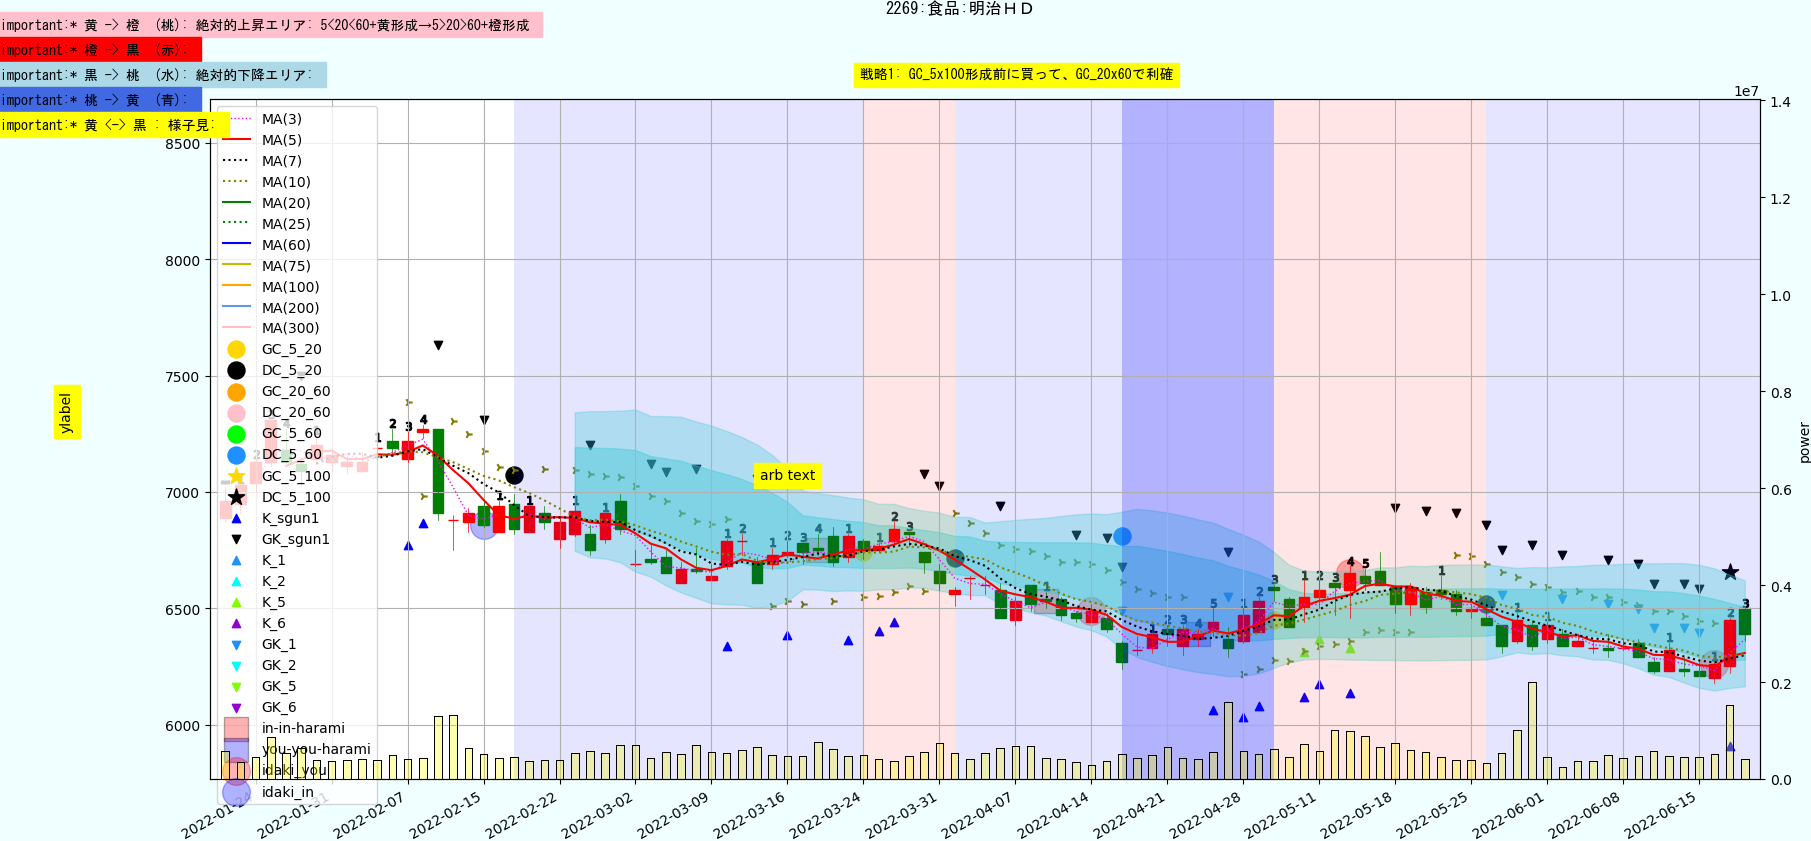 2269:食品:明治ＨＤ
important:* 黄 -> 橙 (桃): 絶対的上昇エリア: 5<20<60+黄形成→5>20>60+橙形成
important:* 橙 -> 黒 (赤):
important:* 黒 -> 桃 (水): 絶対的下降エリア:
戦略1: GC_5x100形成前に買って、GC_20x60で利確
important:* 桃 -> 黄 (青):
important:* 黄 <-> 黒 : 様子見:
1e7
MA(3)
MA(5)
MA(7)
MA(10)
MA(20)
MA(25)
MA(60)
MA(75)
MA(100)
MA(200)
MA(300)
GC_5_20
DC_5_20
GC_20_60
DC_20_60
GC_5_60
DC_5_60
GC_5_100
DC_5_100
K_sgun1
GK_sgun1
K_1
K_2
K_5
K_6
GK_1
GK_2
GK_5
GK_6
in-in-harami
you-you-harami
idaki_you
idaki_in
8500
8000
7500
7000
6500
6000
ylabel
arb text
1.4
1.2
1.0
0.8
0.6
0.4
0.2
0.0
power
2022-01-24
2022-01-31
2022-02-07
2022-02-15
2022-02-22
2022-03-02
2022-03-09
2022-03-16
2022-03-24
2022-03-31
2022-04-07
2022-04-14
2022-04-21
2022-04-28
2022-05-11
2022-05-18
2022-05-25
2022-06-01
2022-06-08
2022-06-15